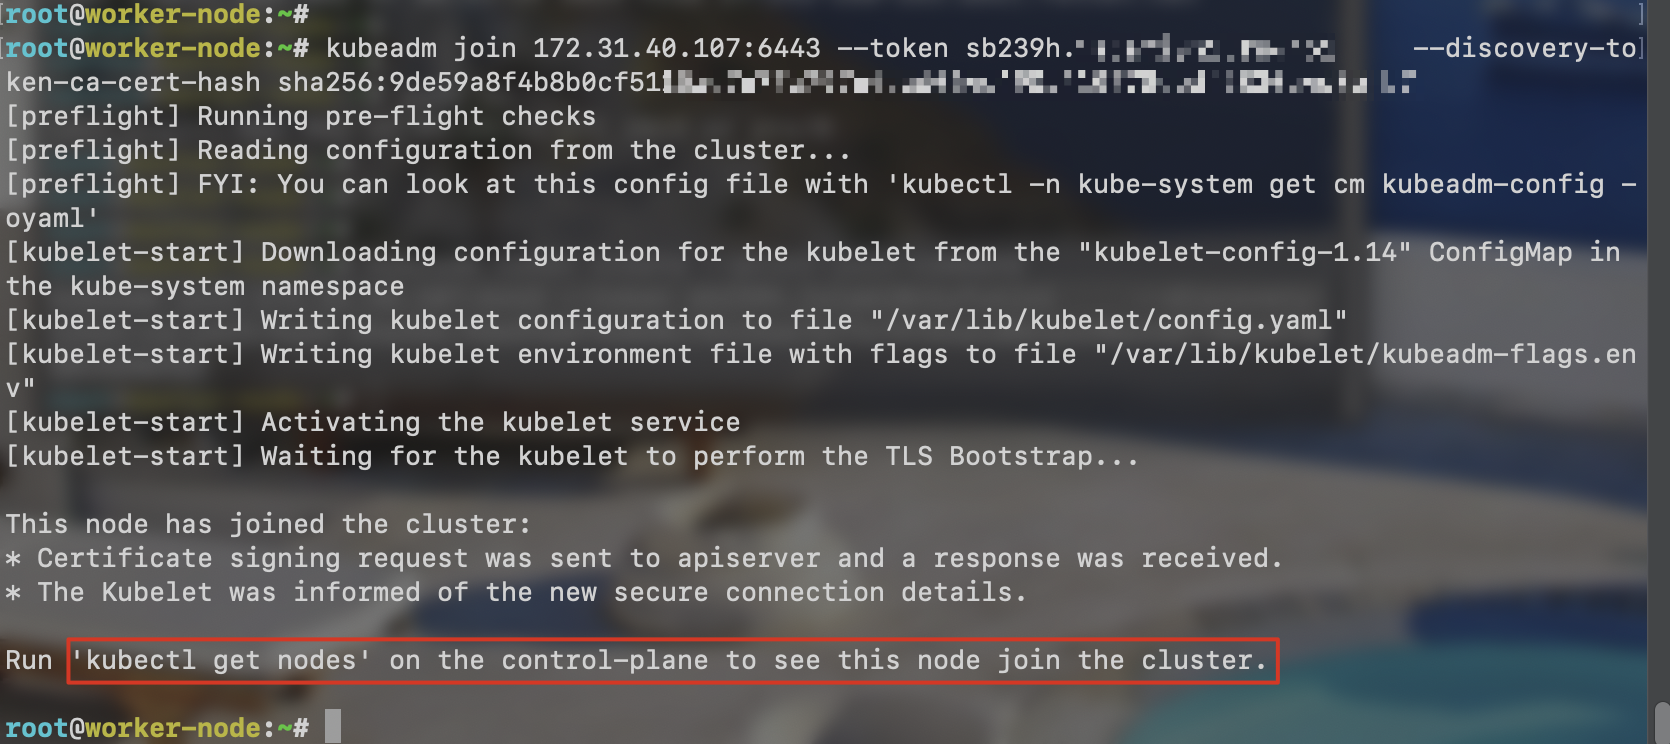 [root@worker-node:~# ]
[root@worker-node:~# kubeadm join 172.31.40.107:6443 --token sb239h. --discovery-to]
ken-ca-cert-hash sha256:9de59a8f4b8b0cf51
[preflight] Running pre-flight checks
[preflight] Reading configuration from the cluster...
[preflight] FYI: You can look at this config file with 'kubectl -n kube-system get cm kubeadm-config -
oyaml'
[kubelet-start] Downloading configuration for the kubelet from the "kubelet-config-1.14" ConfigMap in
the kube-system namespace
[kubelet-start] Writing kubelet configuration to file "/var/lib/kubelet/config.yaml"
[kubelet-start] Writing kubelet environment file with flags to file "/var/lib/kubelet/kubeadm-flags.en
v"
[kubelet-start] Activating the kubelet service
[kubelet-start] Waiting for the kubelet to perform the TLS Bootstrap...
This node has joined the cluster:
* Certificate signing request was sent to apiserver and a response was received.
* The Kubelet was informed of the new secure connection details.
Run 'kubectl get nodes' on the control-plane to see this node join the cluster.
root@worker-node:~#